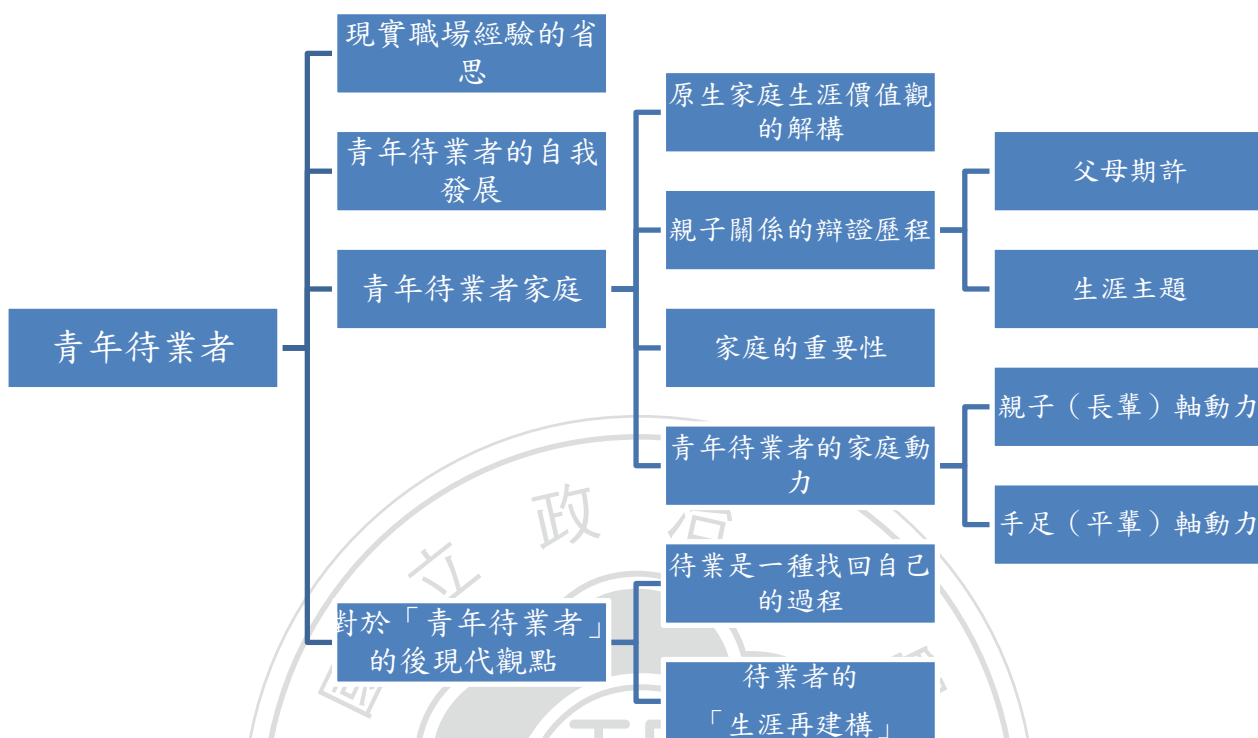 現實職場經驗的省
思
青年待業者的自我
發展
青年待業者家庭
青年待業者
對於「青年待業者」
的後現代觀點
原生家庭生涯價值觀
的解構
親子關係的辯證歷程
家庭的重要性
青年待業者的家庭動
力
待業是一種找回自己
的過程
待業者的
「生涯再建構」
父母期許
生涯主題
親子（長輩）軸動力
手足（平輩）軸動力
立
政